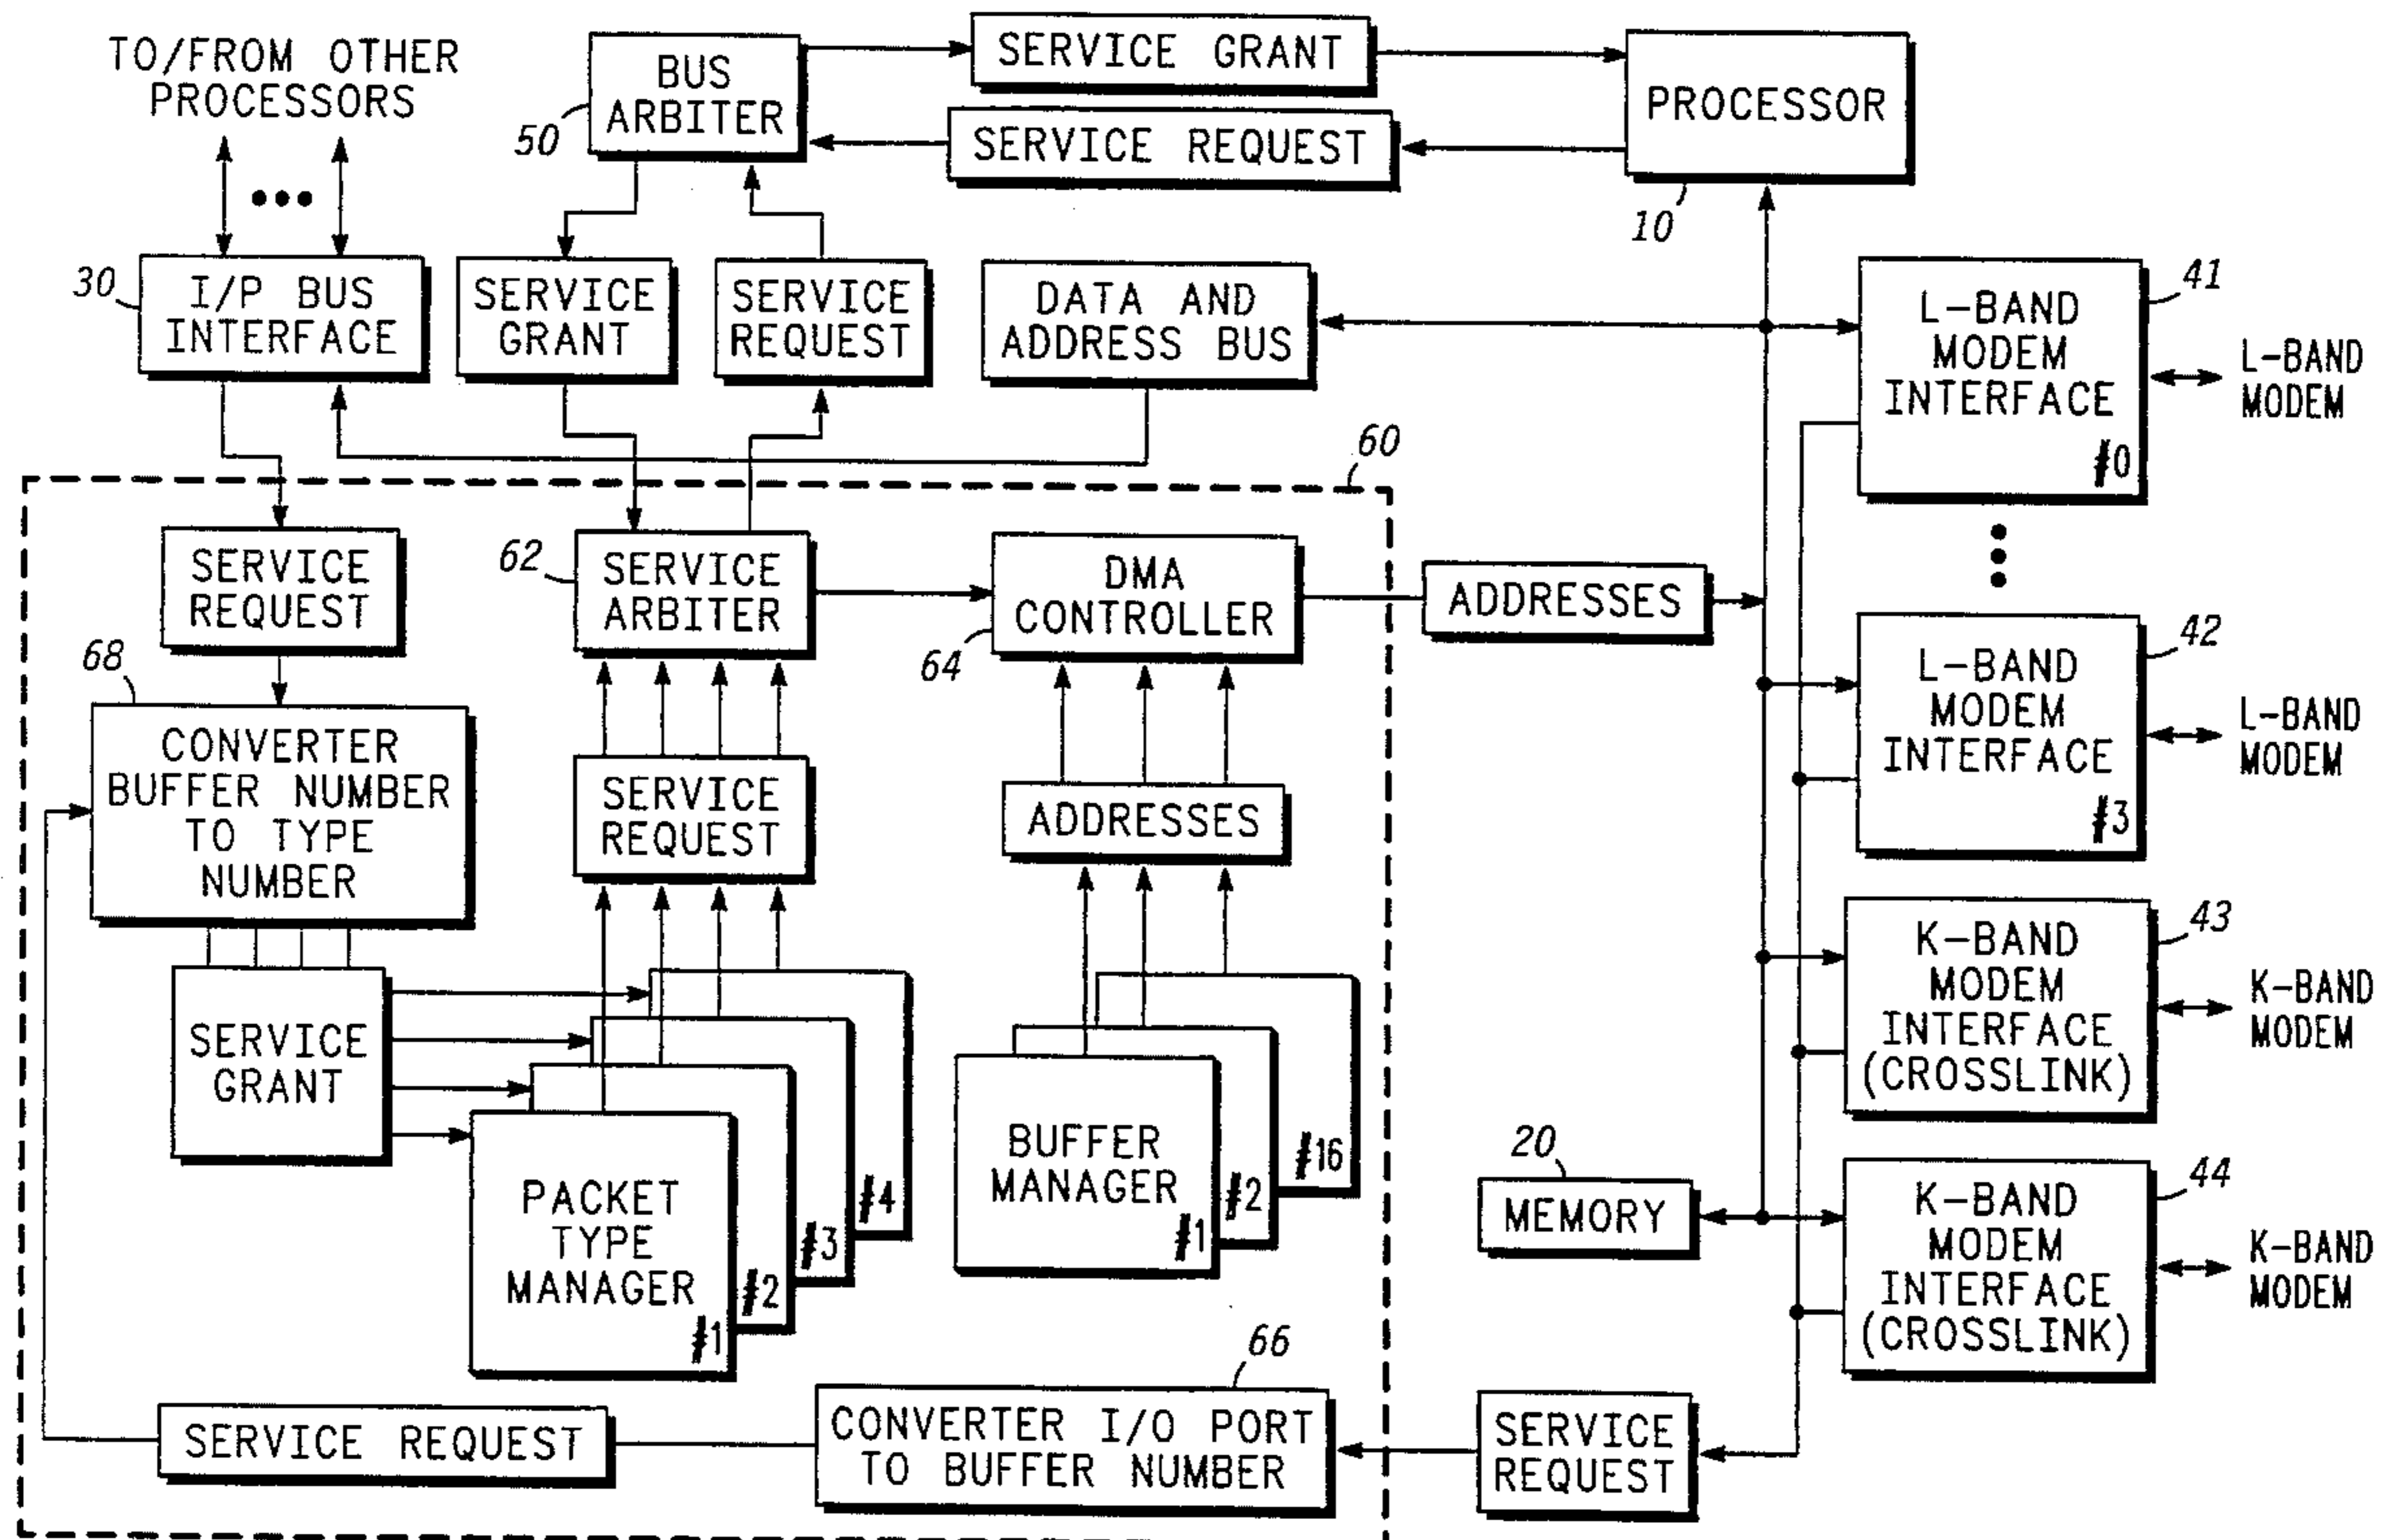 TO/FROM OTHER
PROCESSORS
BUS
ARBITER
50
SERVICE GRANT
SERVICE REQUEST
PROCESSOR
10
30
I/P BUS
INTERFACE
SERVICE
GRANT
SERVICE
REQUEST
DATA AND
ADDRESS BUS
41
L-BAND
MODEM
INTERFACE
#0
L-BAND
MODEM
60
SERVICE
REQUEST
62
SERVICE
ARBITER
DMA
CONTROLLER
64
ADDRESSES
42
L-BAND
MODEM
INTERFACE
#3
L-BAND
MODEM
68
CONVERTER
BUFFER NUMBER
TO TYPE
NUMBER
SERVICE
REQUEST
ADDRESSES
43
K-BAND
MODEM
INTERFACE
(CROSSLINK)
K-BAND
MODEM
SERVICE
GRANT
PACKET
TYPE
MANAGER
#1
#2
#3
#4
BUFFER
MANAGER
#1
#2
#16
20
MEMORY
44
K-BAND
MODEM
INTERFACE
(CROSSLINK)
K-BAND
MODEM
66
SERVICE REQUEST
CONVERTER I/O PORT
TO BUFFER NUMBER
SERVICE
REQUEST